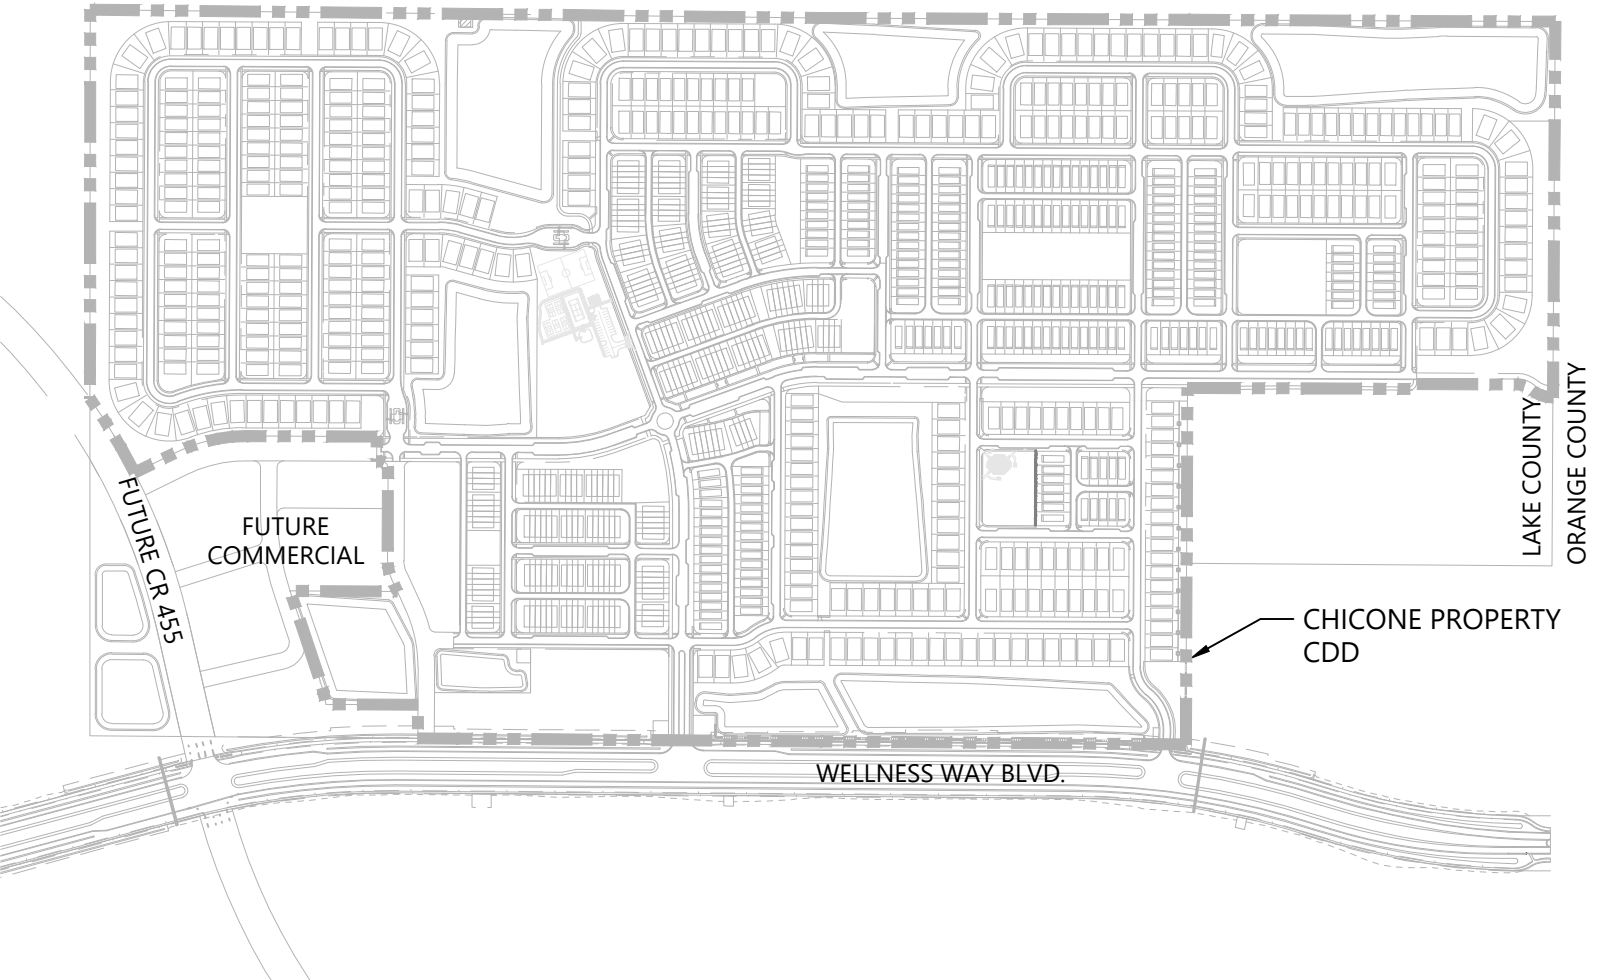 LAKE COUNTY
ORANGE COUNTY
FUTURE CR 455
FUTURE
COMMERCIAL
CHICONE PROPERTY
CDD
WELLNESS WAY BLVD.